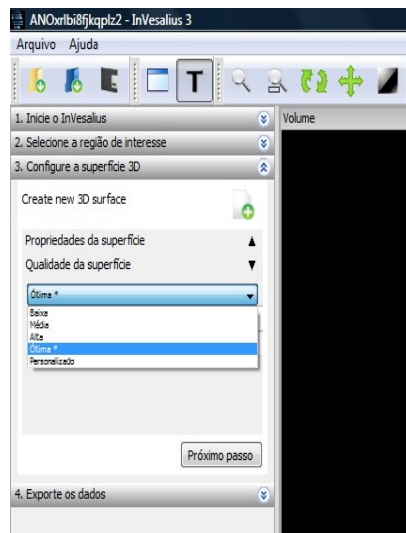 ANOxrlbi8fjkqplz2 - InVesalius 3
Arquivo Ajuda
T
1. Inicie o InVesalius
Volume
2. Selecione a região de interesse
3. Configure a superfície 3D
Create new 3D surface
Propriedades da superfície
Qualidade da superfície
Ótima *
Baixa
Média
Alta
Ótima *
Personalizado
Próximo passo
4. Exporte os dados